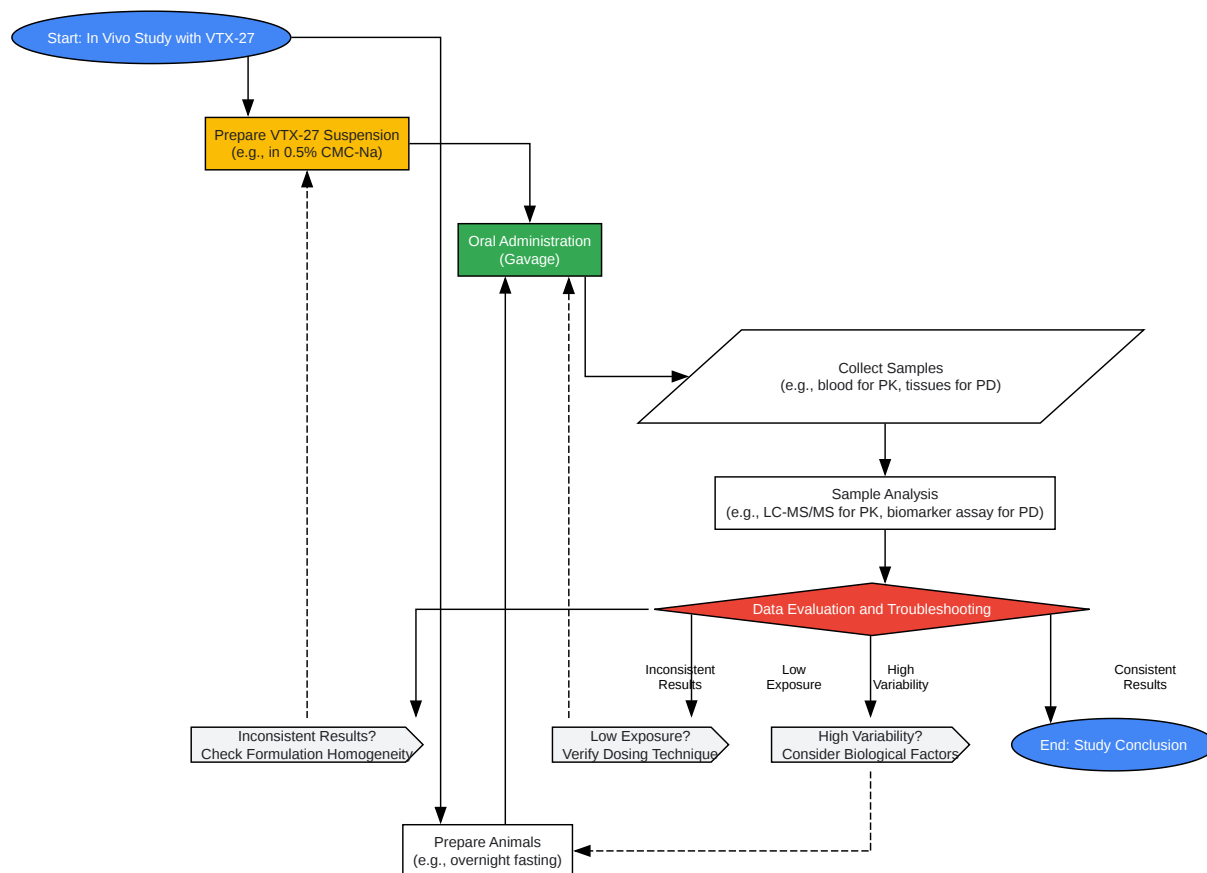 Start: In Vivo Study with VTX-27
Prepare VTX-27 Suspension
(e.g., in 0.5% CMC-Na)
Oral Administration
(Gavage)
Collect Samples
(e.g., blood for PK, tissues for PD)
Sample Analysis
(e.g., LC-MS/MS for PK, biomarker assay for PD)
Data Evaluation and Troubleshooting
Inconsistent
Results
Low
Exposure
High
Variability
Consistent
Results
Inconsistent Results?
Check Formulation Homogeneity
Low Exposure?
Verify Dosing Technique
High Variability?
Consider Biological Factors
End: Study Conclusion
Prepare Animals
(e.g., overnight fasting)